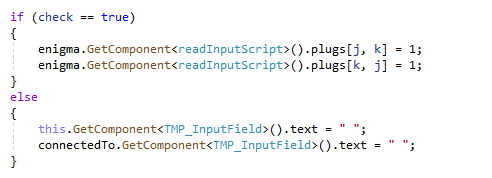 if (check == true)
{
    enigma.GetComponent<readInputScript>().plugs[j, k] = 1;
    enigma.GetComponent<readInputScript>().plugs[k, j] = 1;
}
else
{
    this.GetComponent<TMP_InputField>().text = " ";
    connectedTo.GetComponent<TMP_InputField>().text = " ";
}